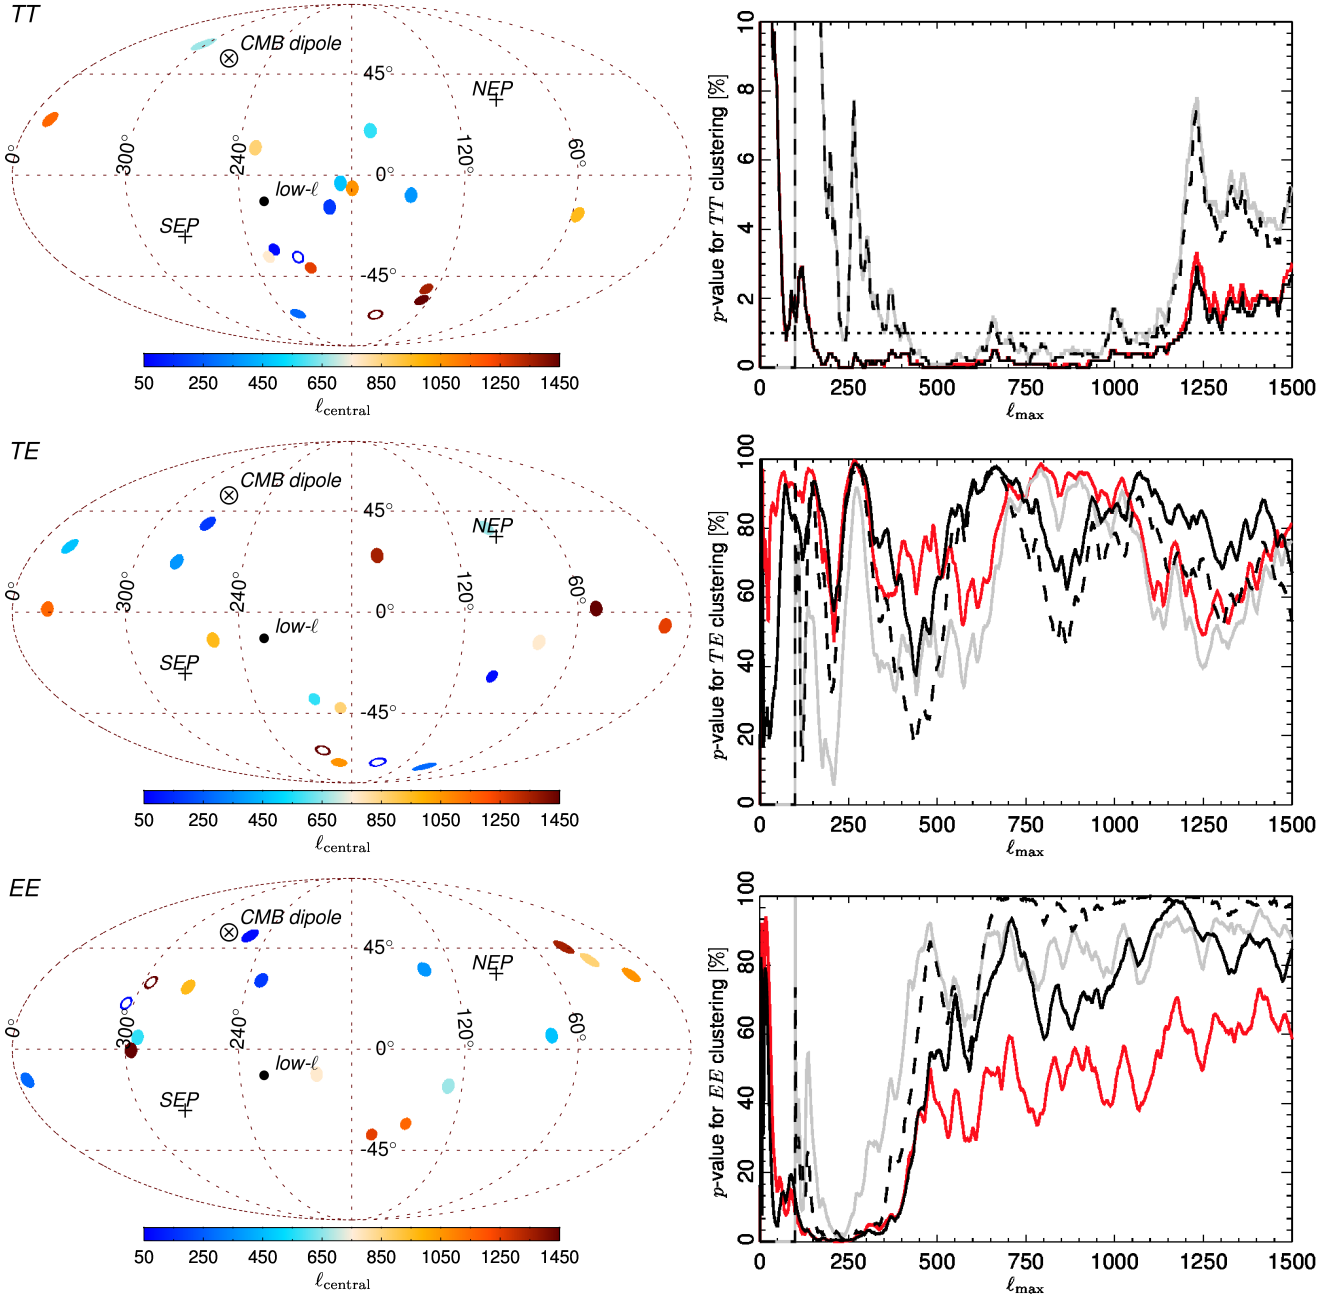 TT
CMB dipole
NEP
45°
0°
300°
240°
120°
60°
0°
low-ℓ
SEP
-45°
50 250 450 650 850 1050 1250 1450
ℓcentral
p-value for TT clustering [%]
10
8
6
4
2
0
0 250 500 750 1000 1250 1500
ℓmax
TE
CMB dipole
NEP
45°
0°
300°
240°
120°
60°
0°
low-ℓ
SEP
-45°
50 250 450 650 850 1050 1250 1450
ℓcentral
p-value for TE clustering [%]
100
80
60
40
20
0
0 250 500 750 1000 1250 1500
ℓmax
EE
CMB dipole
NEP
45°
0°
300°
240°
120°
60°
0°
low-ℓ
SEP
-45°
50 250 450 650 850 1050 1250 1450
ℓcentral
p-value for EE clustering [%]
100
80
60
40
20
0
0 250 500 750 1000 1250 1500
ℓmax